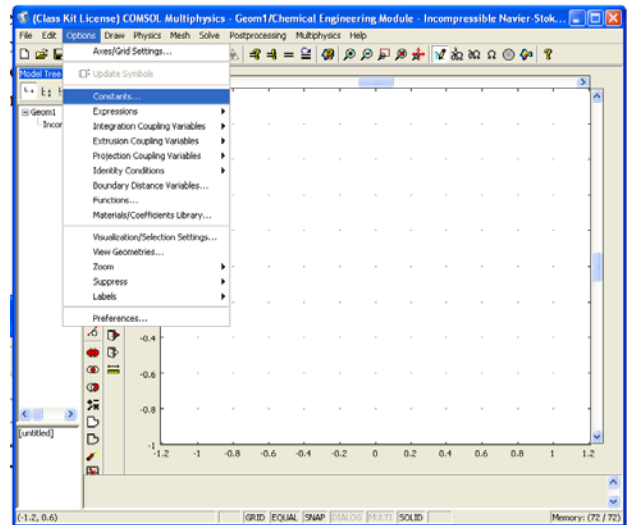 (Class Kit License) COMSOL Multiphysics - Geom1/Chemical Engineering Module - Incompressible Navier-Stok...
File Edit Options Draw Physics Mesh Solve Postprocessing Multiphysics Help
Axes/Grid Settings...
Model Tree
Update Symbols
Constants...
Geom1
Expressions
Incor
Integration Coupling Variables
Extrusion Coupling Variables
Projection Coupling Variables
Identity Conditions
Boundary Distance Variables...
Functions...
Materials/Coefficients Library...
Visualization/Selection Settings...
View Geometries...
Zoom
Suppress
Labels
Preferences...
-0.4
-0.6
-0.8
[untitled]
-1
-1.2 -1 -0.8 -0.6 -0.4 -0.2 0 0.2 0.4 0.6 0.8 1 1.2
(-1.2, 0.6) GRID EQUAL SNAP DIALOG MULTI SOLID Memory: (72 / 72)